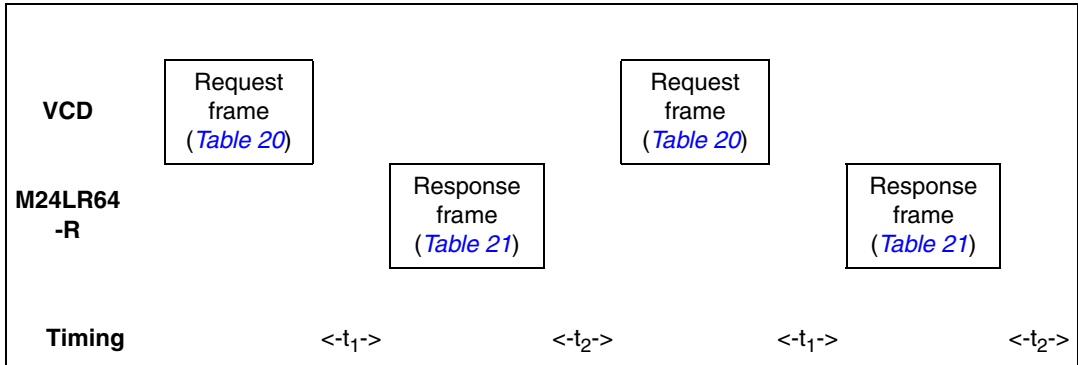 VCD
Request
frame
(Table 20)
Request
frame
(Table 20)
M24LR64
-R
Response
frame
(Table 21)
Response
frame
(Table 21)
Timing <-t₁-> <-t₂-> <-t₁-> <-t₂->